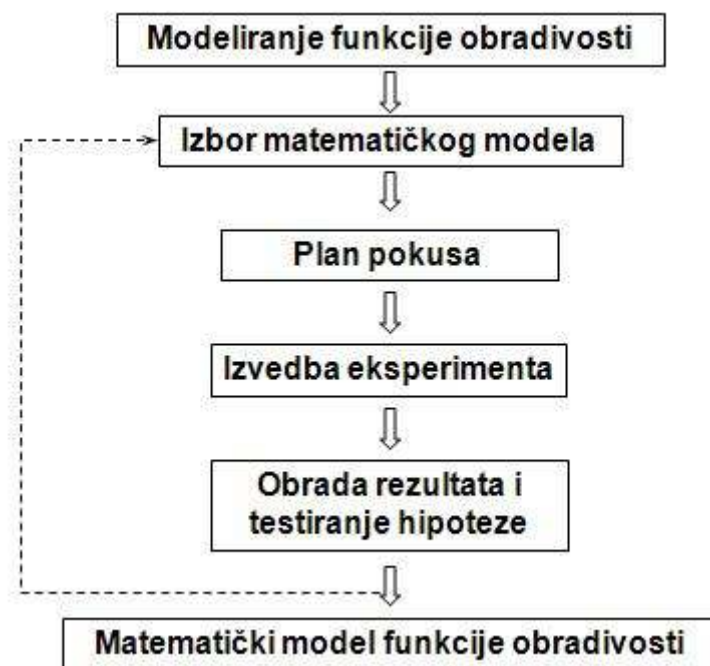 Modeliranje funkcije obradivosti
Izbor matematičkog modela
Plan pokusa
Izvedba eksperimenta
Obrada rezultata i
testiranje hipoteze
Matematički model funkcije obradivosti